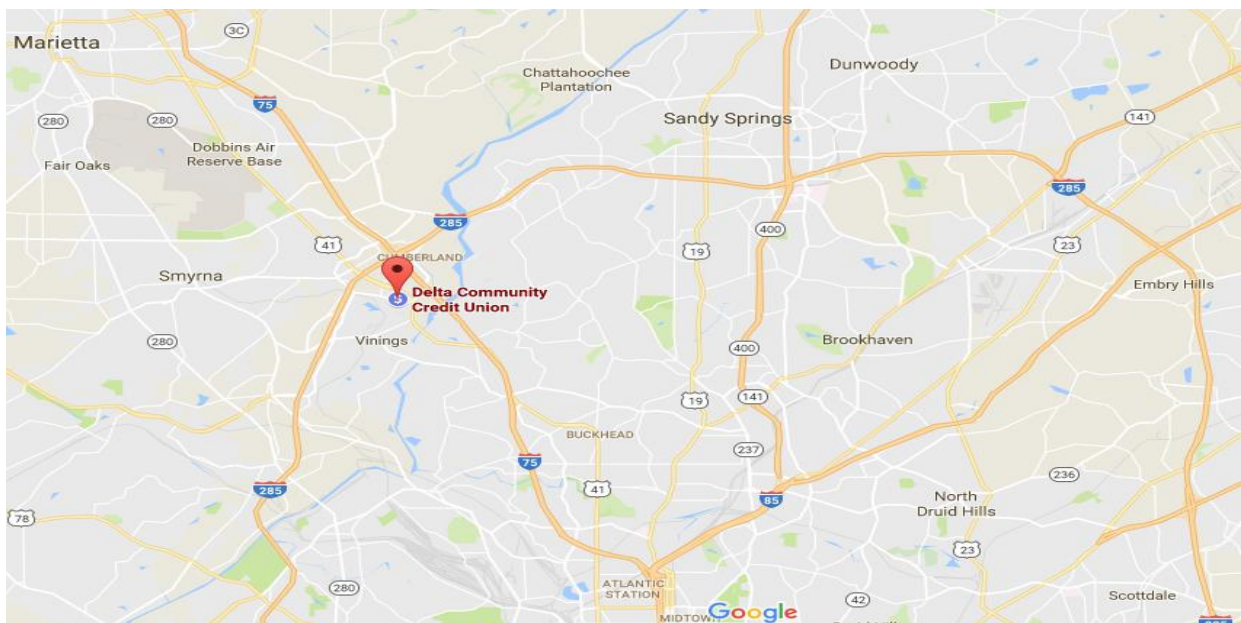 3C
Marietta
Dunwoody
Chattahoochee
Plantation
75
Sandy Springs
141
280
280
Dobbins Air
Reserve Base
Fair Oaks
285
285
400
41
19
23
CUMBERLAND
Smyrna
Embry Hills
Delta Community
Credit Union
280
Vinings
Brookhaven
400
19
141
BUCKHEAD
237
75
236
285
41
85
North
Druid Hills
78
23
ATLANTIC
STATION
280
Scottdale
42
MIDTOWN
Google